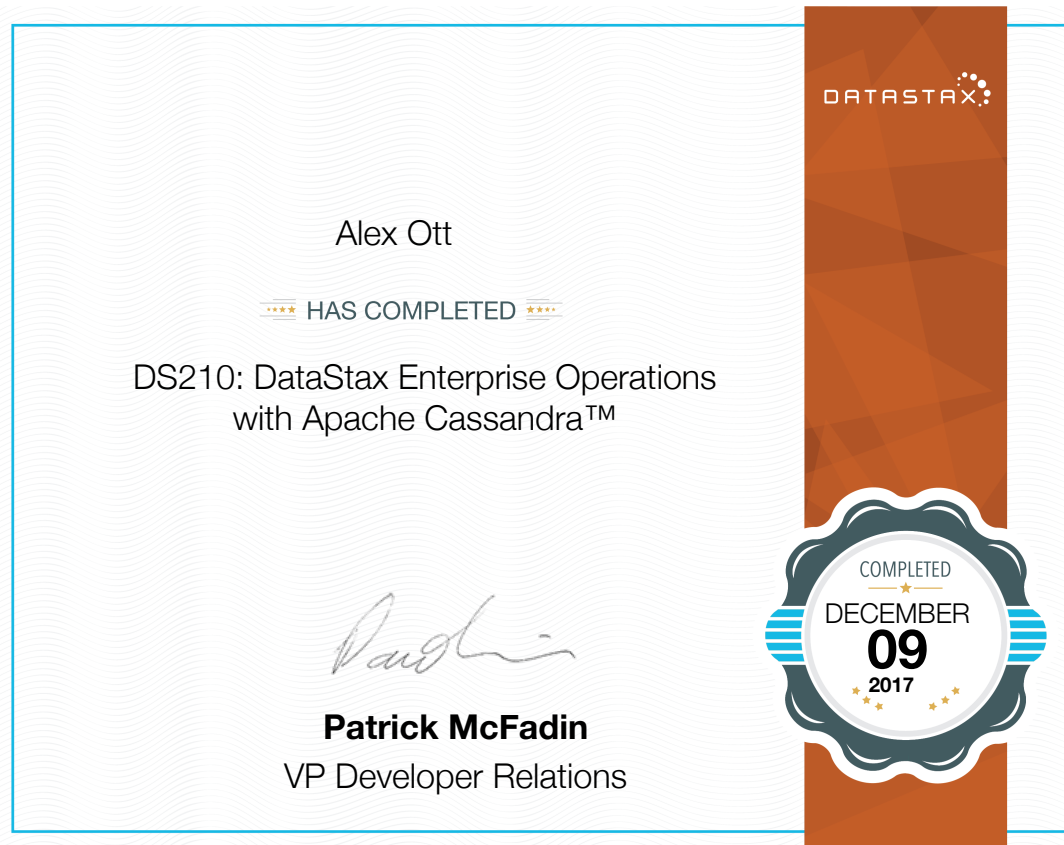 DATASTAX
Alex Ott
HAS COMPLETED
DS210: DataStax Enterprise Operations
with Apache Cassandra™
Patrick McFadin
VP Developer Relations
COMPLETED
DECEMBER
09
2017